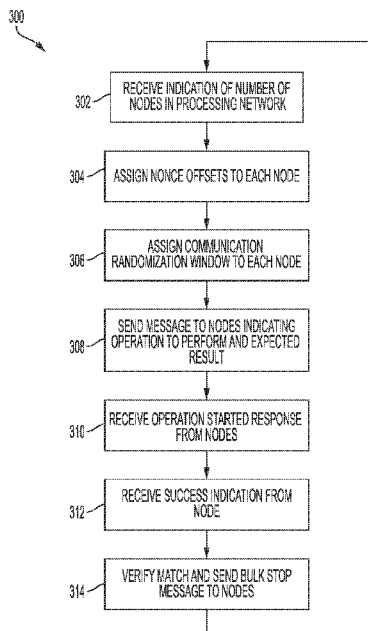 300
RECEIVE INDICATION OF NUMBER OF
NODES IN PROCESSING NETWORK
302
ASSIGN NONCE OFFSETS TO EACH NODE
304
ASSIGN COMMUNICATION
RANDOMIZATION WINDOW TO EACH NODE
306
SEND MESSAGE TO NODES INDICATING
OPERATION TO PERFORM AND EXPECTED
RESULT
308
RECEIVE OPERATION STARTED RESPONSE
FROM NODES
310
RECEIVE SUCCESS INDICATION FROM
NODE
312
VERIFY MATCH AND SEND BULK STOP
MESSAGE TO NODES
314